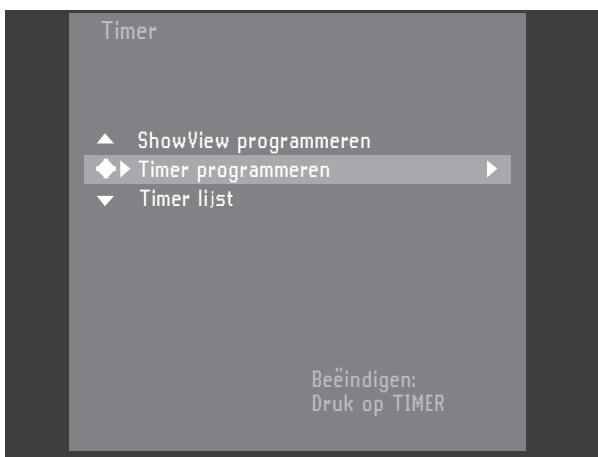 Timer
ShowView programmeren
Timer programmeren
Timer lijst
Beëindigen:
Druk op TIMER